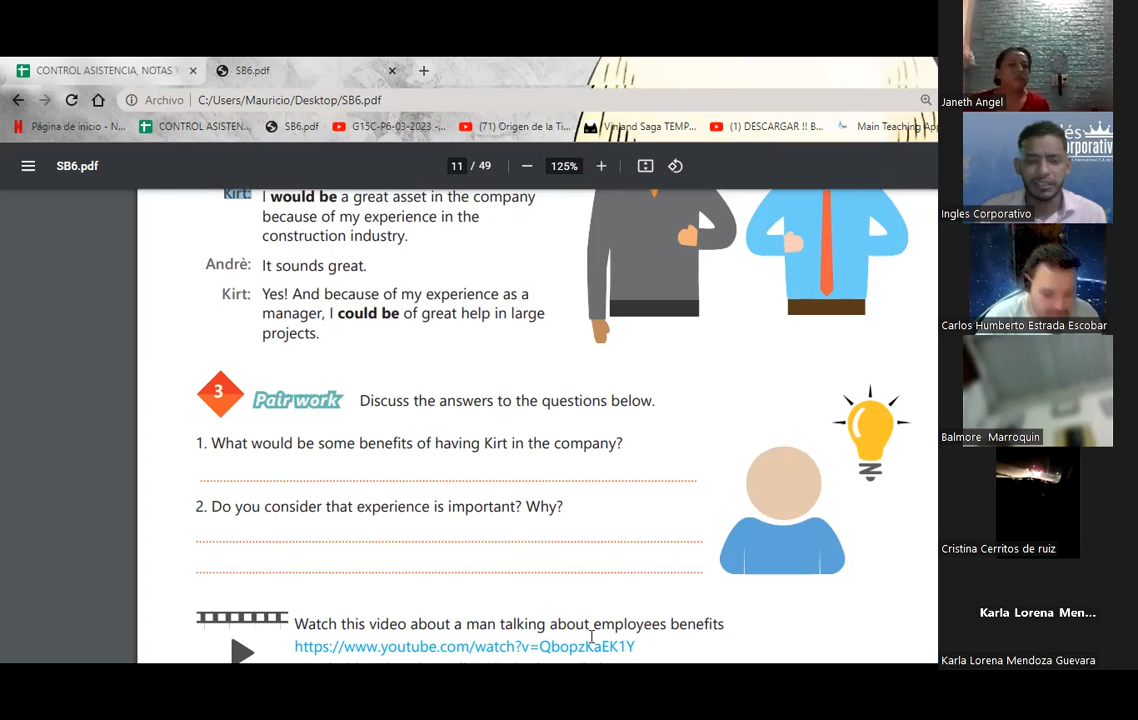 CONTROL ASISTENCIA, NOTAS Y
SB6.pdf
Archivo
C:/Users/Mauricio/Desktop/SB6.pdf
Página de inicio - N...
CONTROL ASISTEN...
SB6.pdf
G15C-P6-03-2023 -...
(71) Origen de la Ti...
Vinland Saga TEMP...
(1) DESCARGAR !! B...
Main Teaching Ap
SB6.pdf
11 / 49
125%
Kirt: I would be a great asset in the company
because of my experience in the
construction industry.
Andrè: It sounds great.
Kirt: Yes! And because of my experience as a
manager, I could be of great help in large
projects.
3 Pair work Discuss the answers to the questions below.
1. What would be some benefits of having Kirt in the company?
2. Do you consider that experience is important? Why?
Watch this video about a man talking about employees benefits
https://www.youtube.com/watch?v=QbopzKaEK1Y
Janeth Angel
lés
Corporativo
Ingles Corporativo
Carlos Humberto Estrada Escobar
Balmore Marroquin
Cristina Cerritos de ruiz
Karla Lorena Men...
Karla Lorena Mendoza Guevara